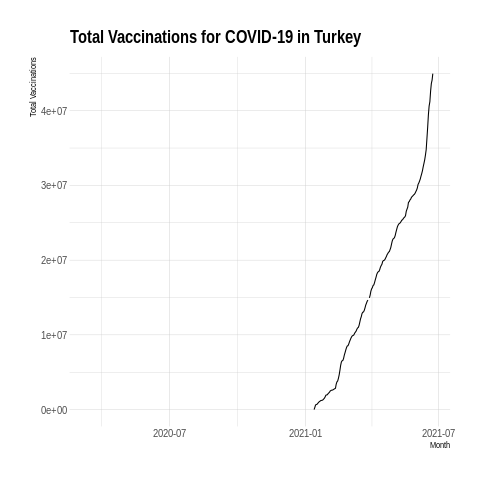 Total Vaccinations for COVID-19 in Turkey
Total Vaccinations
4e+07
3e+07
2e+07
1e+07
0e+00
2020-07
2021-01
2021-07
Month